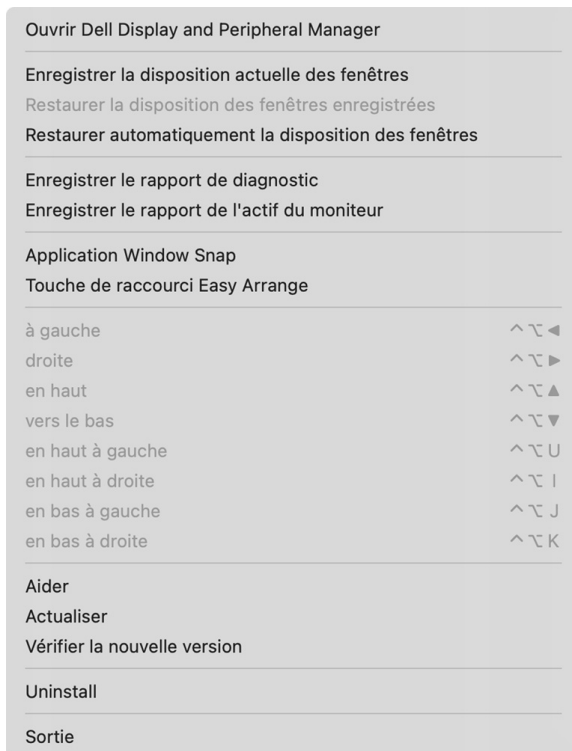 Ouvrir Dell Display and Peripheral Manager
Enregistrer la disposition actuelle des fenêtres
Restaurer la disposition des fenêtres enregistrées
Restaurer automatiquement la disposition des fenêtres
Enregistrer le rapport de diagnostic
Enregistrer le rapport de l'actif du moniteur
Application Window Snap
Touche de raccourci Easy Arrange
à gauche ^⌥◀
droite ^⌥▶
en haut ^⌥▲
vers le bas ^⌥▼
en haut à gauche ^⌥U
en haut à droite ^⌥I
en bas à gauche ^⌥J
en bas à droite ^⌥K
Aider
Actualiser
Vérifier la nouvelle version
Uninstall
Sortie